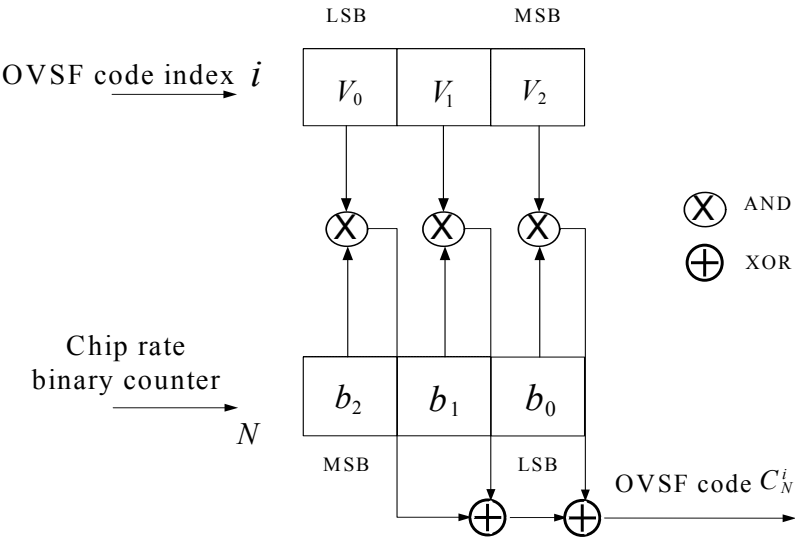 LSB MSB
OVSF code index i
V₀ V₁ V₂
X X X
X AND
+ XOR
Chip rate
binary counter
N
b₂ b₁ b₀
MSB LSB
OVSF code Cᵢₙ
+ +